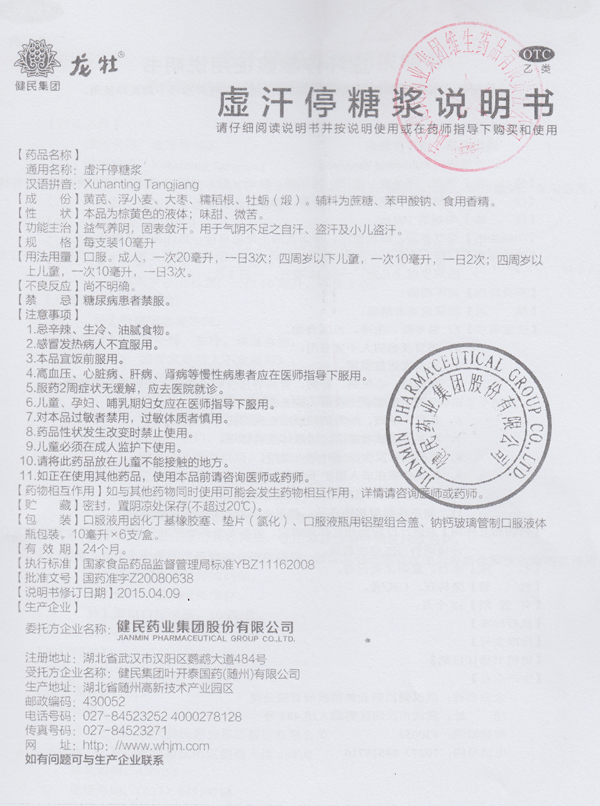 健民集团
龙牡
OTC
乙类
虚汗停糖浆说明书
请仔细阅读说明书并按说明使用或在药师指导下购买和使用
【药品名称】
通用名称：虚汗停糖浆
汉语拼音：Xuhanting Tangjiang
【成 份】黄芪、浮小麦、大枣、糯稻根、牡蛎（煅）。辅料为蔗糖、苯甲酸钠、食用香精。
【性 状】本品为棕黄色的液体；味甜、微苦。
【功能主治】益气养阴，固表敛汗。用于气阴不足之自汗、盗汗及小儿盗汗。
【规 格】每支装10毫升
【用法用量】口服。成人，一次20毫升，一日3次；四周岁以下儿童，一次10毫升，一日2次；四周岁以
上儿童，一次10毫升，一日3次。
【不良反应】尚不明确。
【禁 忌】糖尿病患者禁服。
【注意事项】
1.忌辛辣、生冷、油腻食物。
2.感冒发热病人不宜服用。
3.本品宜饭前服用。
4.高血压、心脏病、肝病、肾病等慢性病患者应在医师指导下服用。
5.服药2周症状无缓解，应去医院就诊。
6.儿童、孕妇、哺乳期妇女应在医师指导下服用。
7.对本品过敏者禁用，过敏体质者慎用。
8.药品性状发生改变时禁止使用。
9.儿童必须在成人监护下使用。
10.请将此药品放在儿童不能接触的地方。
11.如正在使用其他药品，使用本品前请咨询医师或药师。
【药物相互作用】如与其他药物同时使用可能会发生药物相互作用，详情请咨询医师或药师。
【贮 藏】密封，置阴凉处保存(不超过20℃)。
【包 装】口服液用卤化丁基橡胶塞、垫片（氯化）、口服液瓶用铝塑组合盖、钠钙玻璃管制口服液体
瓶包装。10毫升×6支/盒。
【有 效 期】24个月。
【执行标准】国家食品药品监督管理局标准YBZ11162008
【批准文号】国药准字Z20080638
【说明书修订日期】2015.04.09
【生产企业】
委托方企业名称：健民药业集团股份有限公司
JIANMIN PHARMACEUTICAL GROUP CO.,LTD.
注册地址：湖北省武汉市汉阳区鹦鹉大道484号
受托方企业名称：健民集团叶开泰国药(随州)有限公司
生产地址：湖北省随州高新技术产业园区
邮政编码：430052
电话号码：027-84523252 4000278128
传真号码：027-84523271
网 址：http: //www.whjm.com
如有问题可与生产企业联系
JIANMIN PHARMACEUTICAL GROUP CO.,LTD.
健民药业集团股份有限公司